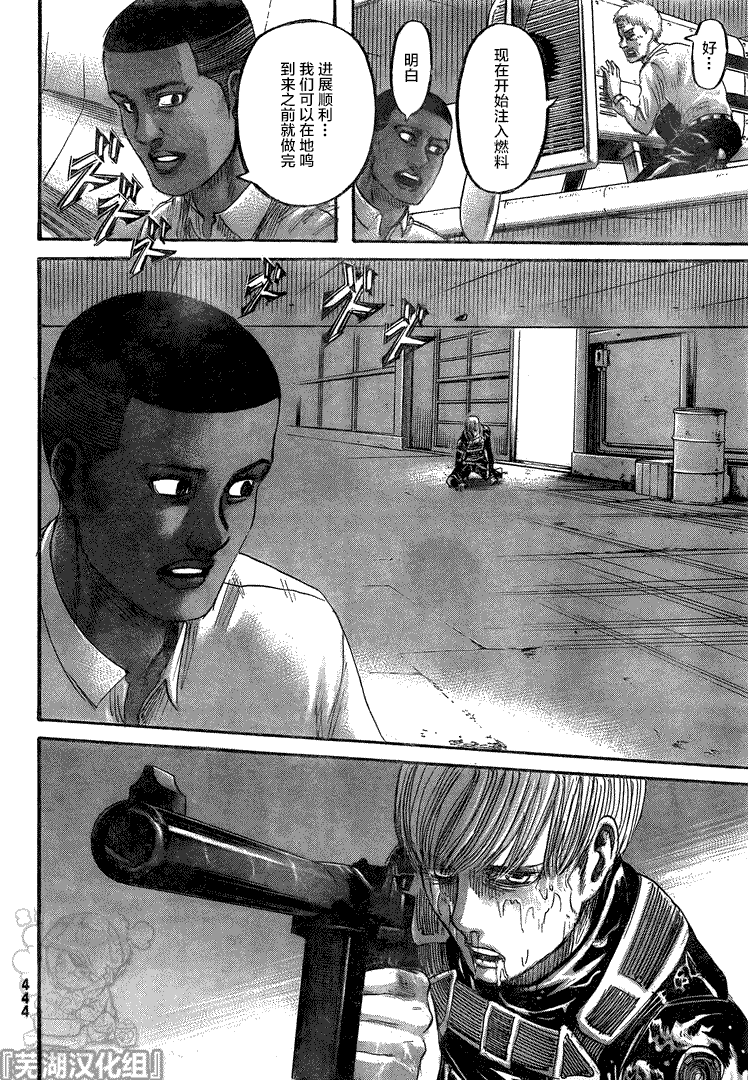 好…
现在开始注入
燃料
明白
进展顺利…
我们可以在地鸣
到来之前就做完
ズズズズ
ズズズ
444
『芜湖汉化组』